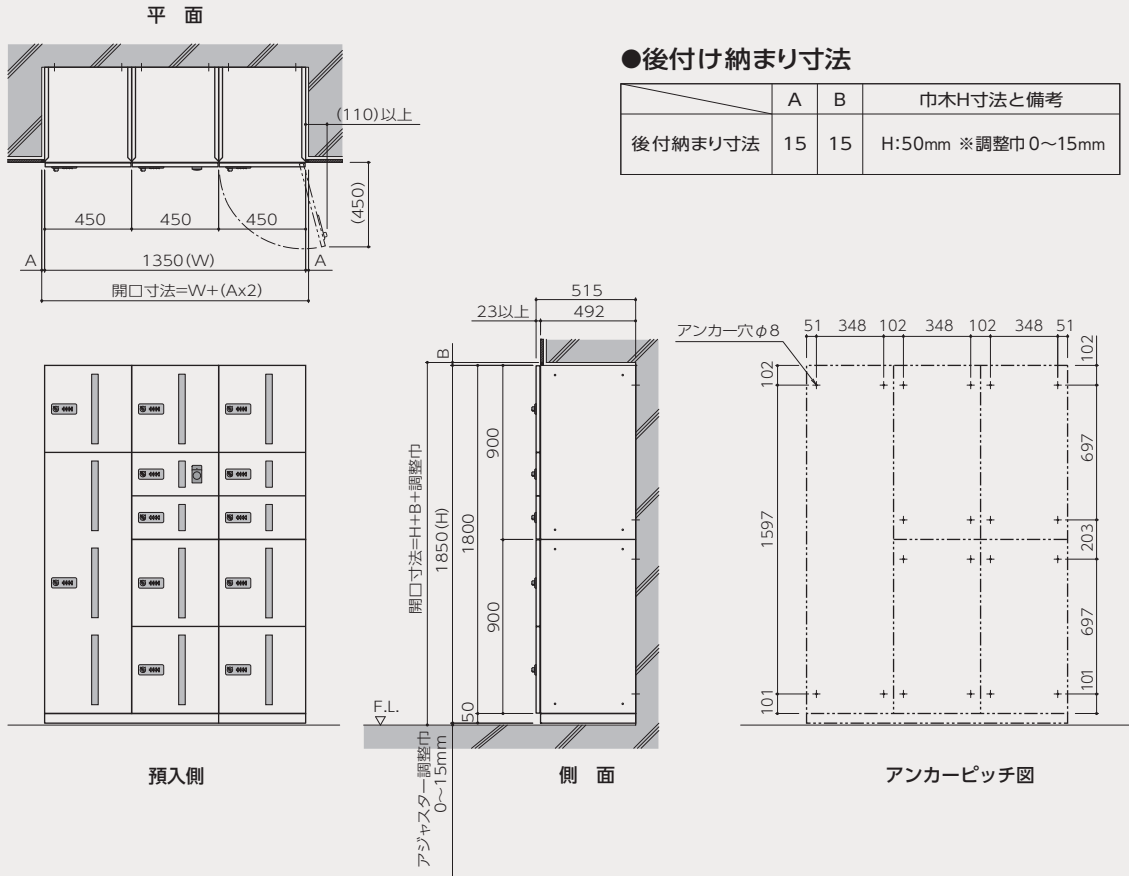 平 面
(110)以上
(450)
450 450 450
A 1350(W) A
開口寸法=W+(Ax2)
●後付け納まり寸法
A B 巾木H寸法と備考
後付納まり寸法 15 15 H:50mm ※調整巾 0〜15mm
預入側
515
23以上 492
B
開口寸法=H+B+調整巾
1850(H)
1800
900
900
50
F.L.
アジャスター調整巾
0〜15mm
側 面
アンカー穴φ8
51 348 102 348 102 348 51
102
1597
101
102
697
203
697
101
アンカーピッチ図